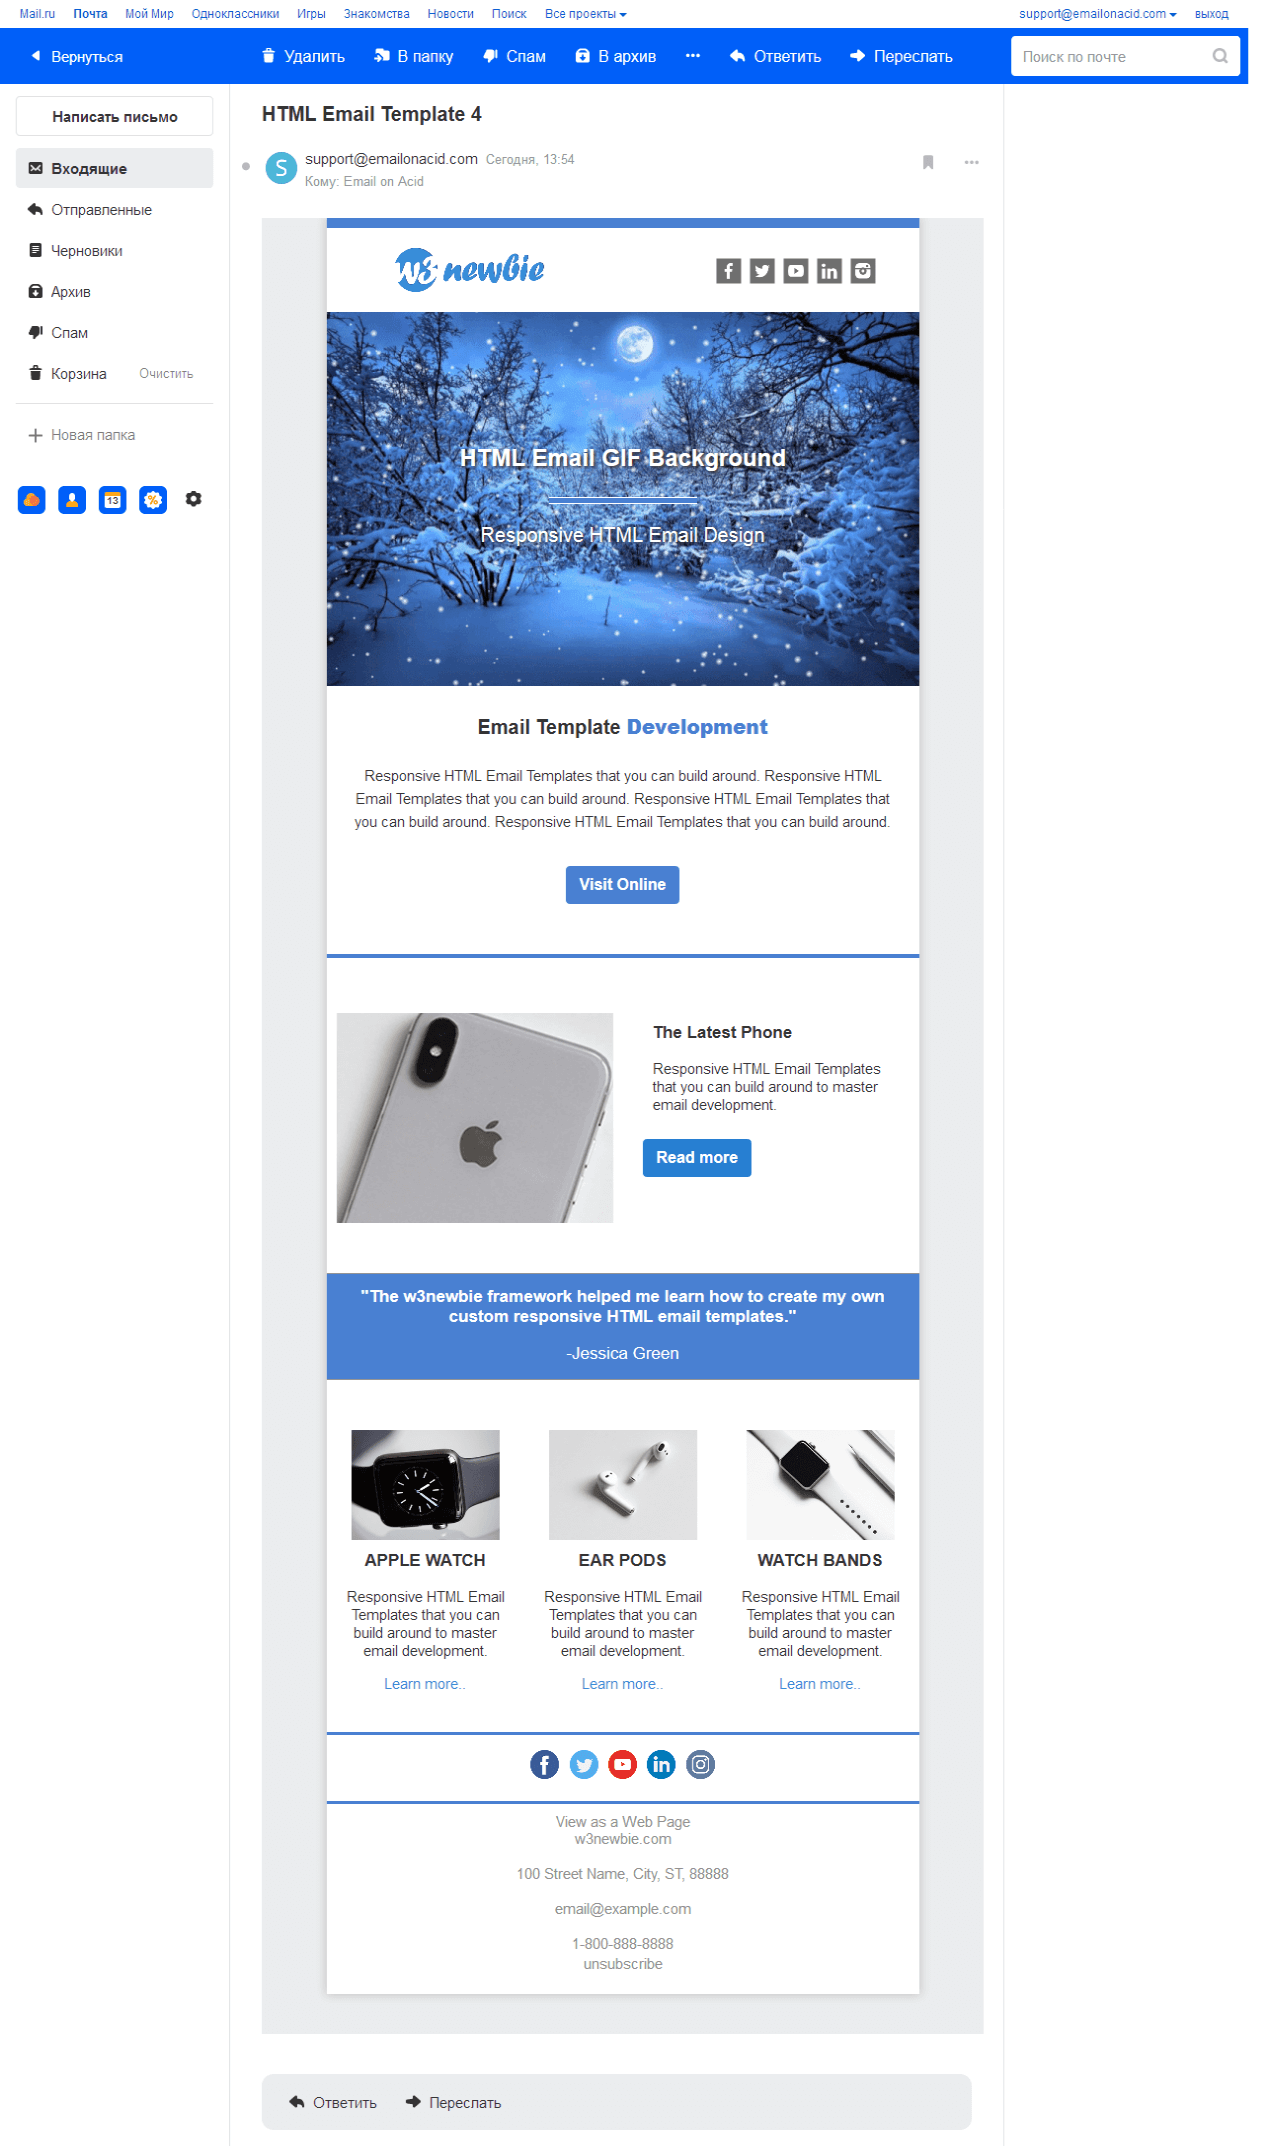 Mail.ru Почта Мой Мир Одноклассники Игры Знакомства Новости Поиск Все проекты support@emailonacid.com выход
Вернуться Удалить В папку Спам В архив Ответить Переслать Поиск по почте
Написать письмо
Входящие
Отправленные
Черновики
Архив
Спам
Корзина Очистить
Новая папка
13
HTML Email Template 4
S support@emailonacid.com Сегодня, 13:54
Кому: Email on Acid
w3 newbie
HTML Email GIF Background
Responsive HTML Email Design
Email Template Development
Responsive HTML Email Templates that you can build around. Responsive HTML
Email Templates that you can build around. Responsive HTML Email Templates that
you can build around. Responsive HTML Email Templates that you can build around.
Visit Online
The Latest Phone
Responsive HTML Email Templates
that you can build around to master
email development.
Read more
"The w3newbie framework helped me learn how to create my own
custom responsive HTML email templates."
-Jessica Green
APPLE WATCH
Responsive HTML Email
Templates that you can
build around to master
email development.
Learn more..
EAR PODS
Responsive HTML Email
Templates that you can
build around to master
email development.
Learn more..
WATCH BANDS
Responsive HTML Email
Templates that you can
build around to master
email development.
Learn more..
View as a Web Page
w3newbie.com
100 Street Name, City, ST, 88888
email@example.com
1-800-888-8888
unsubscribe
Ответить Переслать